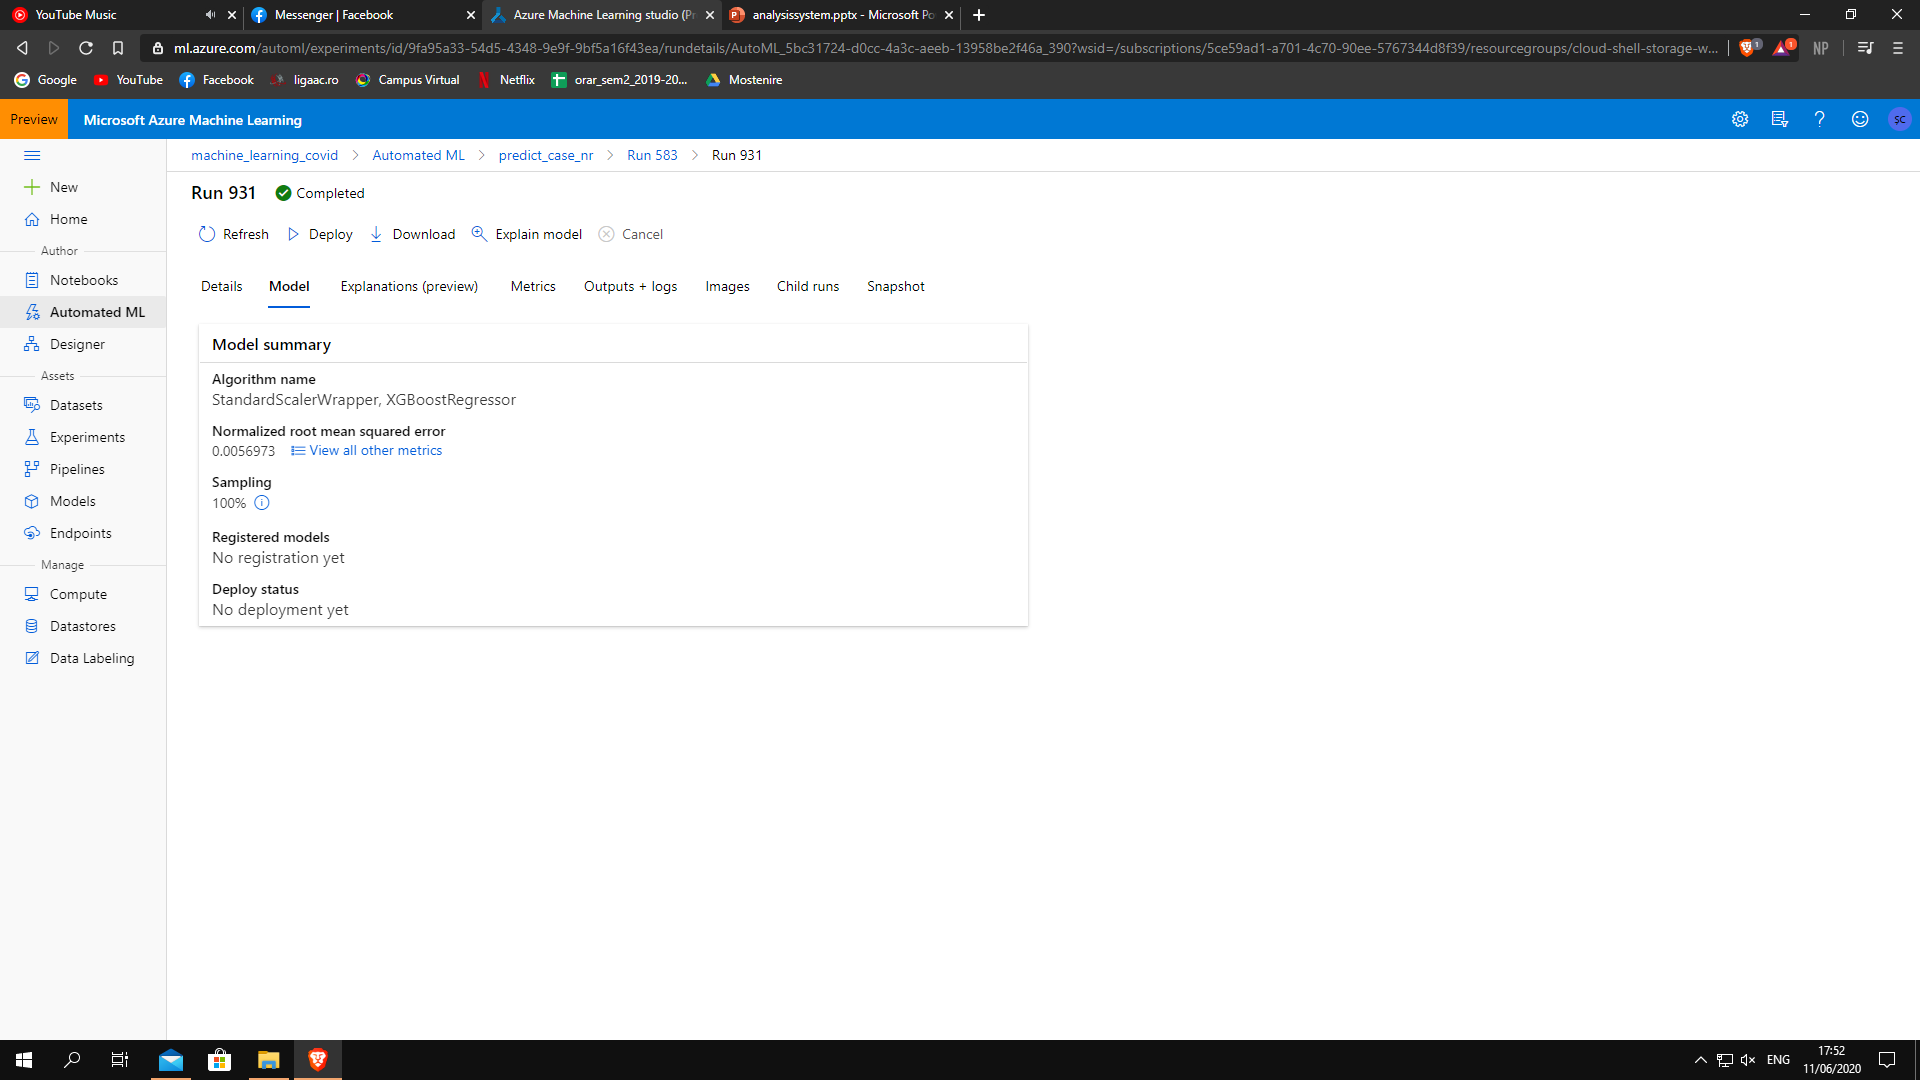 YouTube Music
Messenger | Facebook
Azure Machine Learning studio (Pr
analysissystem.pptx - Microsoft Po
ml.azure.com/automl/experiments/id/9fa95a33-54d5-4348-9e9f-9bf5a16f43ea/rundetails/AutoML_5bc31724-d0cc-4a3c-aeeb-13958be2f46a_390?wsid=/subscriptions/5ce59ad1-a701-4c70-90ee-5767344d8f39/resourcegroups/cloud-shell-storage-w...
1
1
NP
Google
YouTube
Facebook
ligaac.ro
Campus Virtual
Netflix
orar_sem2_2019-20...
Mostenire
Preview
Microsoft Azure Machine Learning
ȘC
machine_learning_covid > Automated ML > predict_case_nr > Run 583 > Run 931
New
Home
Author
Notebooks
Automated ML
Designer
Assets
Datasets
Experiments
Pipelines
Models
Endpoints
Manage
Compute
Datastores
Data Labeling
Run 931
Completed
Refresh
Deploy
Download
Explain model
Cancel
Details
Model
Explanations (preview)
Metrics
Outputs + logs
Images
Child runs
Snapshot
Model summary
Algorithm name
StandardScalerWrapper, XGBoostRegressor
Normalized root mean squared error
0.0056973
View all other metrics
Sampling
100%
Registered models
No registration yet
Deploy status
No deployment yet
ENG
17:52
11/06/2020